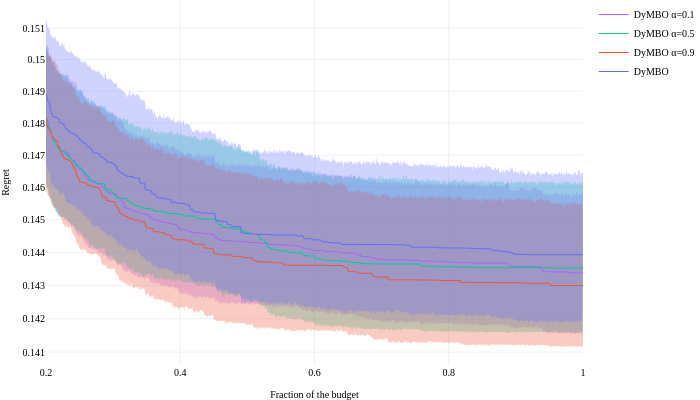 0.151
0.15
0.149
0.148
0.147
0.146
0.145
0.144
0.143
0.142
0.141
Regret
0.2
0.4
0.6
0.8
1
Fraction of the budget
DyMBO α=0.1
DyMBO α=0.5
DyMBO α=0.9
DyMBO